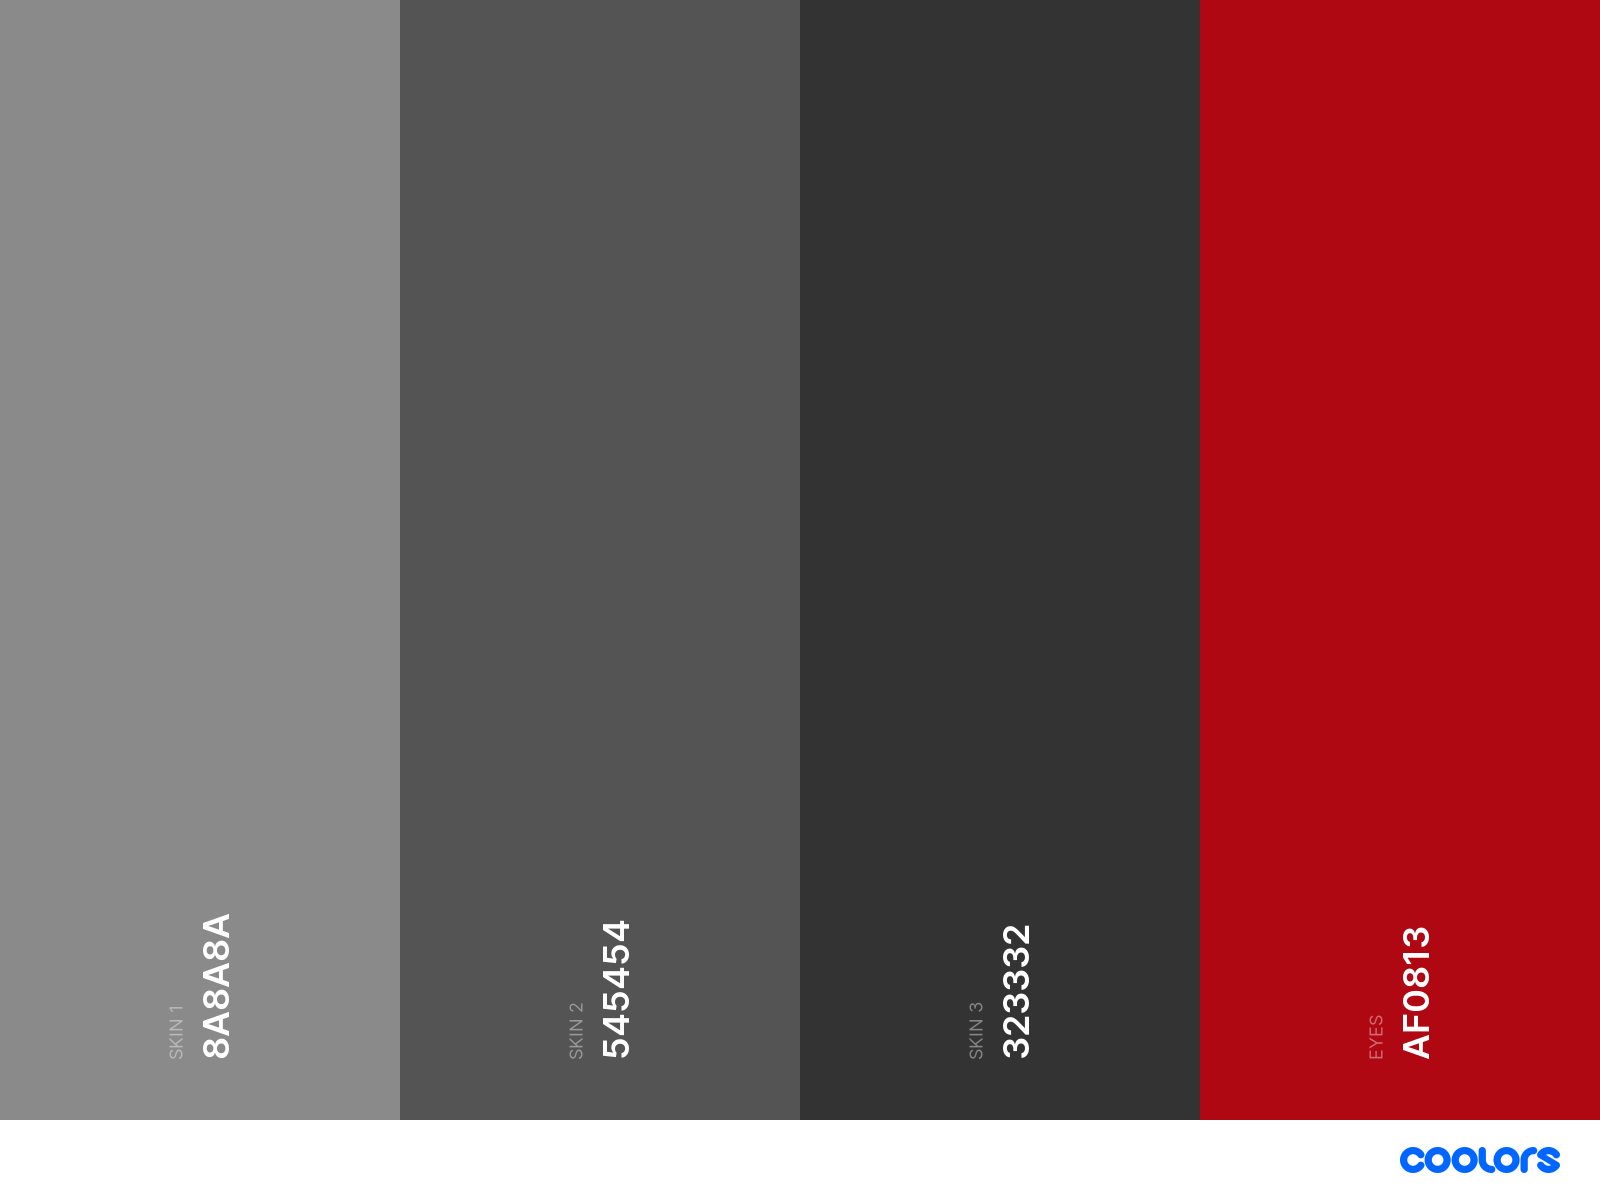 SKIN 1
8A8A8A
SKIN 2
545454
SKIN 3
323332
EYES
AF0813
coolors